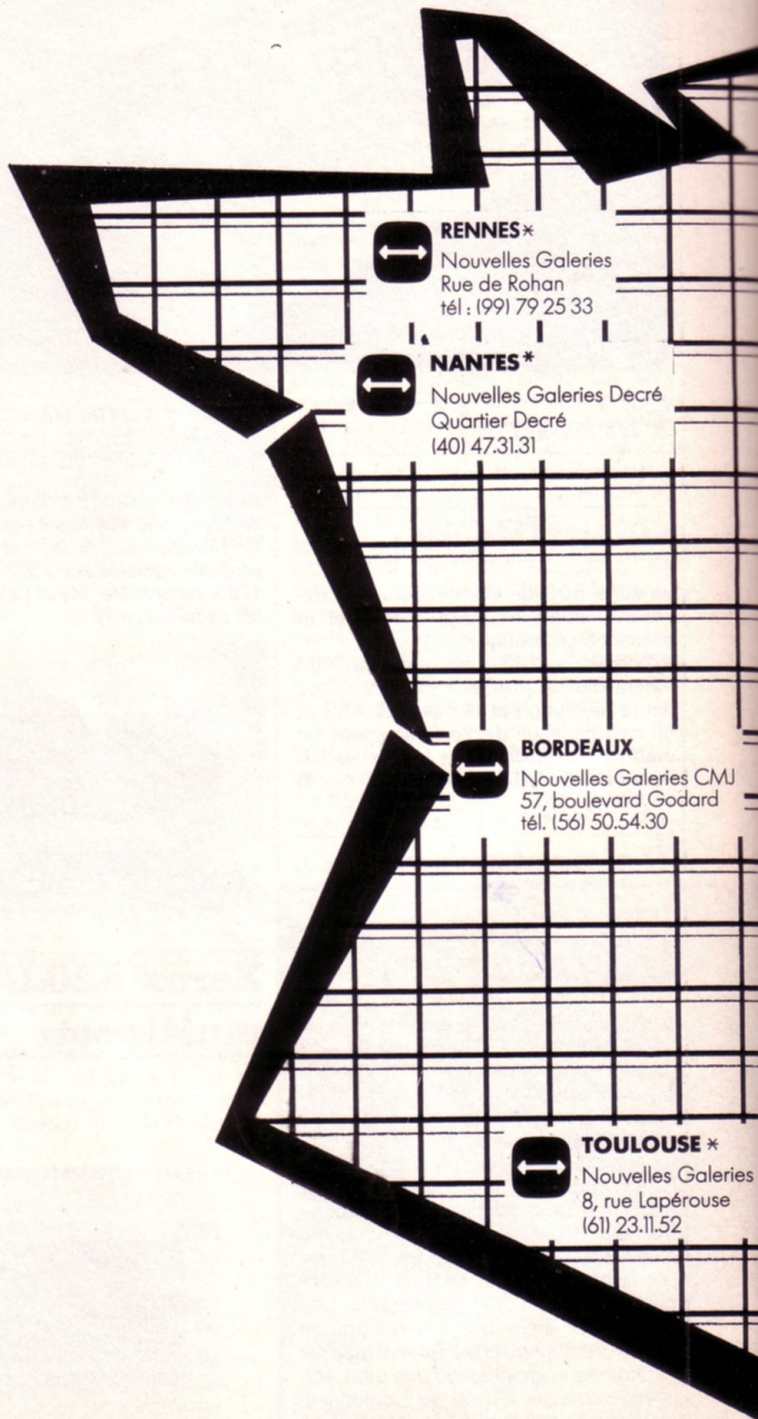 RENNES*
Nouvelles Galeries
Rue de Rohan
tél : (99) 79 25 33
NANTES*
Nouvelles Galeries Decré
Quartier Decré
(40) 47.31.31
BORDEAUX
Nouvelles Galeries CMJ
57, boulevard Godard
tél. (56) 50.54.30
TOULOUSE *
Nouvelles Galeries
8, rue Lapérouse
(61) 23.11.52